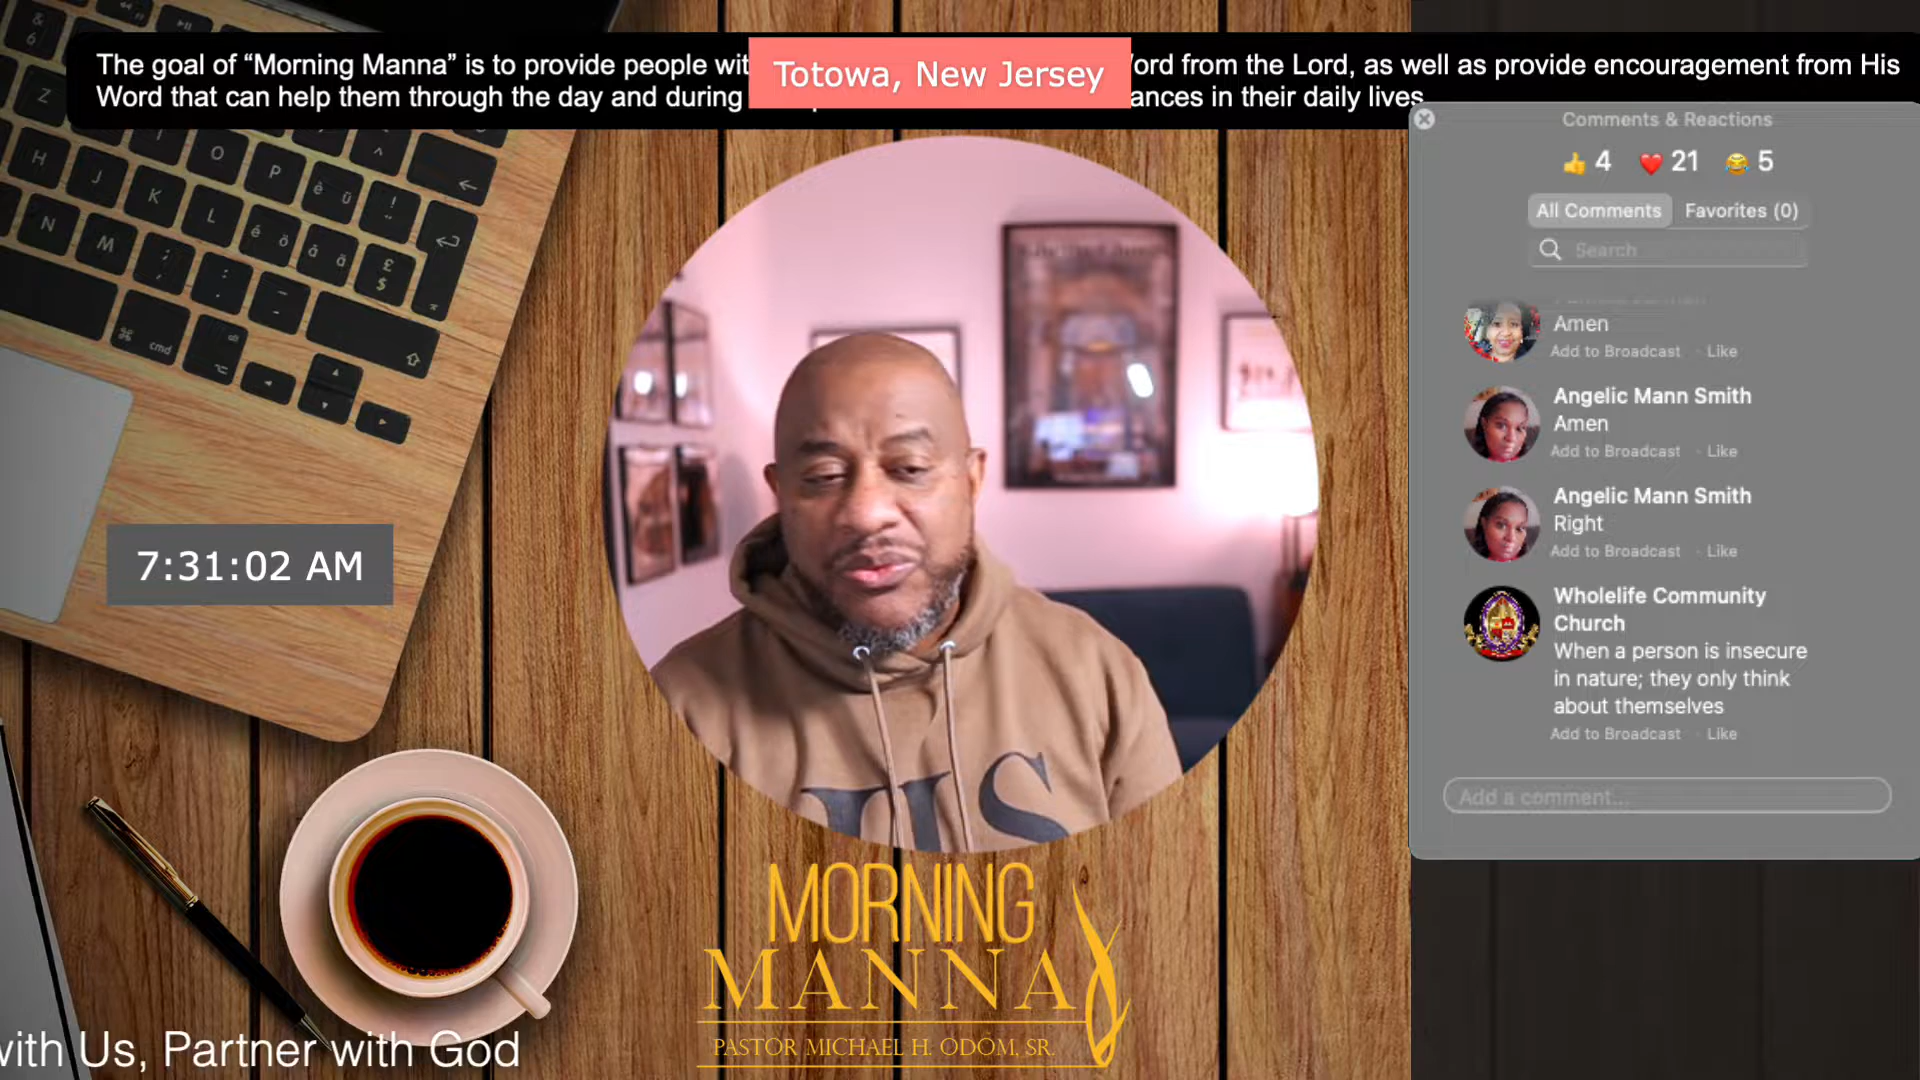 The goal of “Morning Manna” is to provide people wit
Totowa, New Jersey
ord from the Lord, as well as provide encouragement from His
Word that can help them through the day and during
ances in their daily lives
Comments & Reactions
4 21 5
All Comments Favorites (0)
Search
Amen
Add to Broadcast · Like
Angelic Mann Smith
Amen
Add to Broadcast · Like
Angelic Mann Smith
Right
Add to Broadcast · Like
Wholelife Community
Church
When a person is insecure
in nature; they only think
about themselves
Add to Broadcast · Like
Add a comment...
7:31:02 AM
MORNING
MANNA
PASTOR MICHAEL H. ODOM, SR.
with Us, Partner with God
&
6
Z
H
J
K
L
O
P
é
ü
!
N
M
;
:
é ö
à ä
£
$
cmd